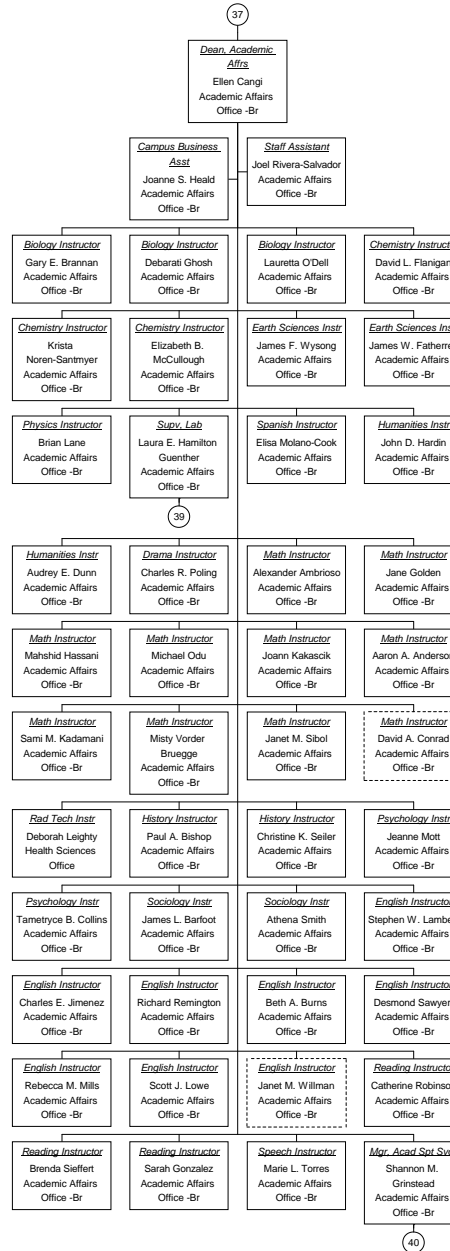 37
Dean, Academic
Affrs
Ellen Cangi
Academic Affairs
Office -Br
Campus Business
Asst
Joanne S. Heald
Academic Affairs
Office -Br
Staff Assistant
Joel Rivera-Salvador
Academic Affairs
Office -Br
Biology Instructor
Gary E. Brannan
Academic Affairs
Office -Br
Biology Instructor
Debarati Ghosh
Academic Affairs
Office -Br
Biology Instructor
Lauretta O'Dell
Academic Affairs
Office -Br
Chemistry Instructo
David L. Flanigan
Academic Affairs
Office -Br
Chemistry Instructor
Krista
Noren-Santmyer
Academic Affairs
Office -Br
Chemistry Instructor
Elizabeth B.
McCullough
Academic Affairs
Office -Br
Earth Sciences Instr
James F. Wysong
Academic Affairs
Office -Br
Earth Sciences Ins
James W. Fatherre
Academic Affairs
Office -Br
Physics Instructor
Brian Lane
Academic Affairs
Office -Br
Supv, Lab
Laura E. Hamilton
Guenther
Academic Affairs
Office -Br
39
Spanish Instructor
Elisa Molano-Cook
Academic Affairs
Office -Br
Humanities Instr
John D. Hardin
Academic Affairs
Office -Br
Humanities Instr
Audrey E. Dunn
Academic Affairs
Office -Br
Drama Instructor
Charles R. Poling
Academic Affairs
Office -Br
Math Instructor
Alexander Ambrioso
Academic Affairs
Office -Br
Math Instructor
Jane Golden
Academic Affairs
Office -Br
Math Instructor
Mahshid Hassani
Academic Affairs
Office -Br
Math Instructor
Michael Odu
Academic Affairs
Office -Br
Math Instructor
Joann Kakascik
Academic Affairs
Office -Br
Math Instructor
Aaron A. Anderson
Academic Affairs
Office -Br
Math Instructor
Sami M. Kadamani
Academic Affairs
Office -Br
Math Instructor
Misty Vorder
Bruegge
Academic Affairs
Office -Br
Math Instructor
Janet M. Sibol
Academic Affairs
Office -Br
Math Instructor
David A. Conrad
Academic Affairs
Office -Br
Rad Tech Instr
Deborah Leighty
Health Sciences
Office
History Instructor
Paul A. Bishop
Academic Affairs
Office -Br
History Instructor
Christine K. Seiler
Academic Affairs
Office -Br
Psychology Instr
Jeanne Mott
Academic Affairs
Office -Br
Psychology Instr
Tametryce B. Collins
Academic Affairs
Office -Br
Sociology Instr
James L. Barfoot
Academic Affairs
Office -Br
Sociology Instr
Athena Smith
Academic Affairs
Office -Br
English Instructor
Stephen W. Lambe
Academic Affairs
Office -Br
English Instructor
Charles E. Jimenez
Academic Affairs
Office -Br
English Instructor
Richard Remington
Academic Affairs
Office -Br
English Instructor
Beth A. Burns
Academic Affairs
Office -Br
English Instructor
Desmond Sawyer
Academic Affairs
Office -Br
English Instructor
Rebecca M. Mills
Academic Affairs
Office -Br
English Instructor
Scott J. Lowe
Academic Affairs
Office -Br
English Instructor
Janet M. Willman
Academic Affairs
Office -Br
Reading Instructor
Catherine Robinso
Academic Affairs
Office -Br
Reading Instructor
Brenda Sieffert
Academic Affairs
Office -Br
Reading Instructor
Sarah Gonzalez
Academic Affairs
Office -Br
Speech Instructor
Marie L. Torres
Academic Affairs
Office -Br
Mgr, Acad Spt Sv
Shannon M.
Grinstead
Academic Affairs
Office -Br
40